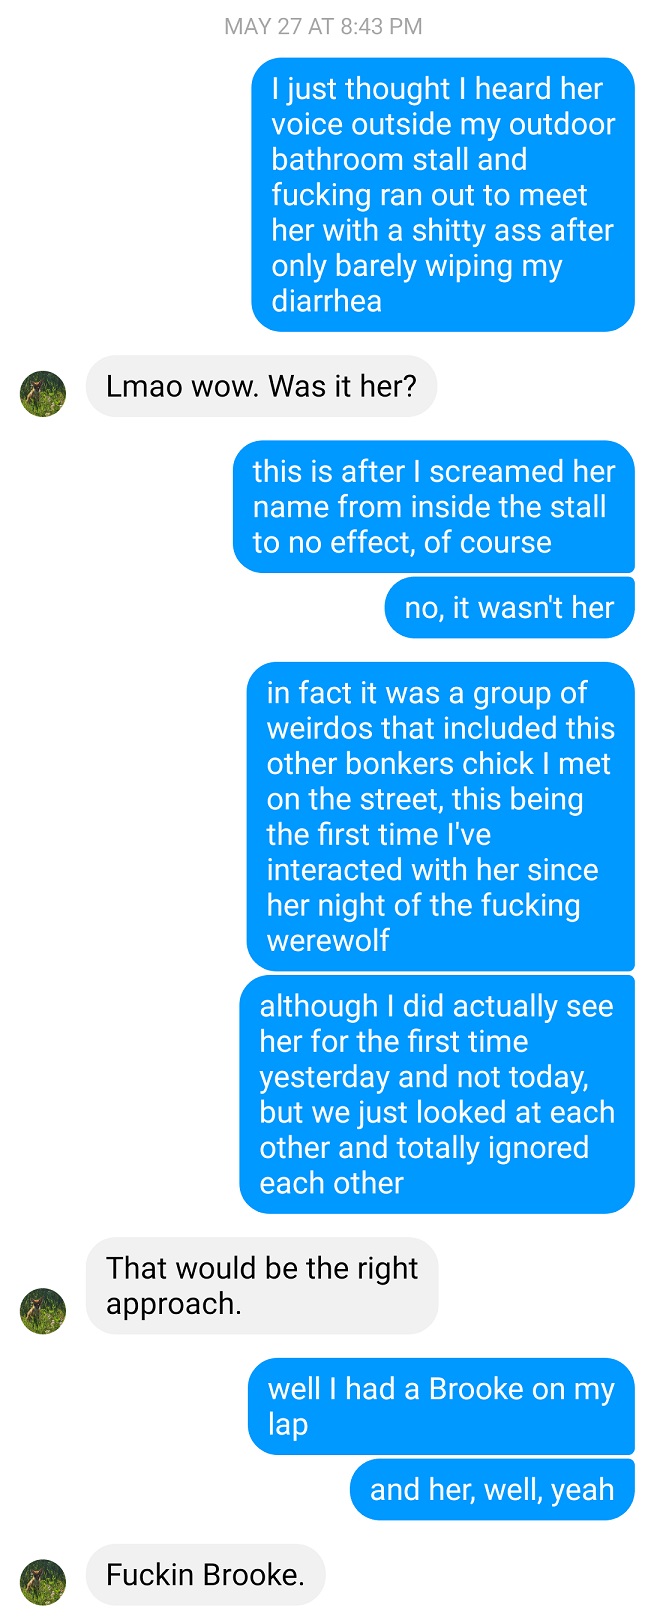 MAY 27 AT 8:43 PM
I just thought I heard her
voice outside my outdoor
bathroom stall and
fucking ran out to meet
her with a shitty ass after
only barely wiping my
diarrhea
Lmao wow. Was it her?
this is after I screamed her
name from inside the stall
to no effect, of course
no, it wasn't her
in fact it was a group of
weirdos that included this
other bonkers chick I met
on the street, this being
the first time I've
interacted with her since
her night of the fucking
werewolf
although I did actually see
her for the first time
yesterday and not today,
but we just looked at each
other and totally ignored
each other
That would be the right
approach.
well I had a Brooke on my
lap
and her, well, yeah
Fuckin Brooke.